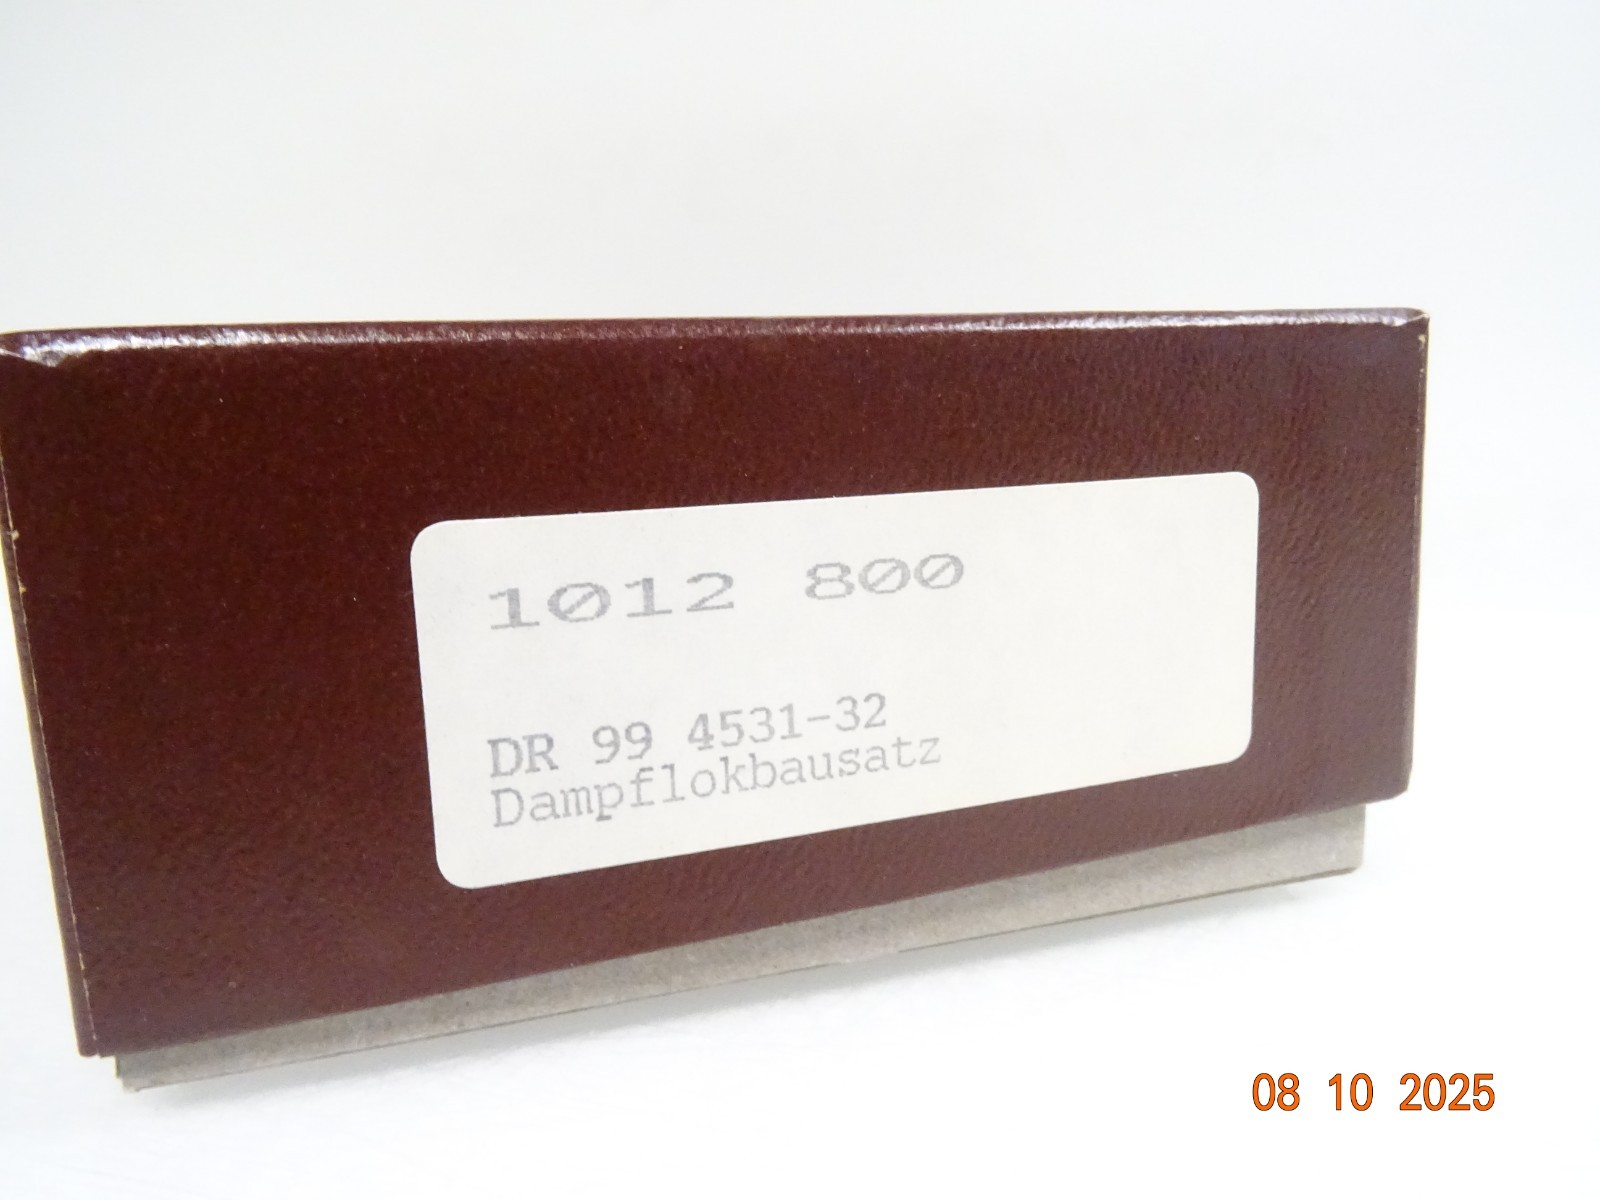 1012 800
DR 99 4531-32
Dampflokbausatz
08 10 2025